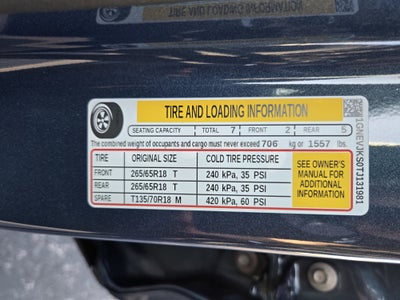 TIRE AND LOADING INFORMATION
SEATING CAPACITY TOTAL 7 FRONT 2 REAR 5
The combined weight of occupants and cargo must never exceed 706 kg or 1557 lbs.
TIRE ORIGINAL SIZE COLD TIRE PRESSURE
FRONT 265/65R18 T 240 kPa, 35 PSI
REAR 265/65R18 T 240 kPa, 35 PSI
SPARE T135/70R18 M 420 kPa, 60 PSI
SEE OWNER'S
MANUAL FOR
ADDITIONAL
INFORMATION
1GNEVJKS0TJ131981